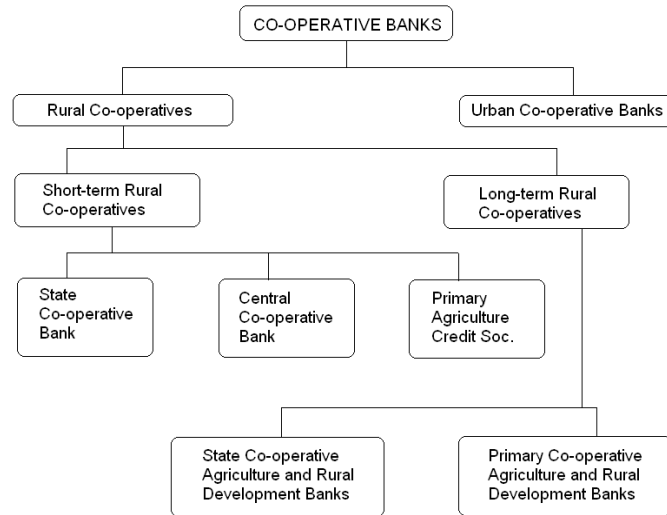 CO-OPERATIVE BANKS
Rural Co-operatives
Urban Co-operative Banks
Short-term Rural
Co-operatives
Long-term Rural
Co-operatives
State
Co-operative
Bank
Central
Co-operative
Bank
Primary
Agriculture
Credit Soc.
State Co-operative
Agriculture and Rural
Development Banks
Primary Co-operative
Agriculture and Rural
Development Banks